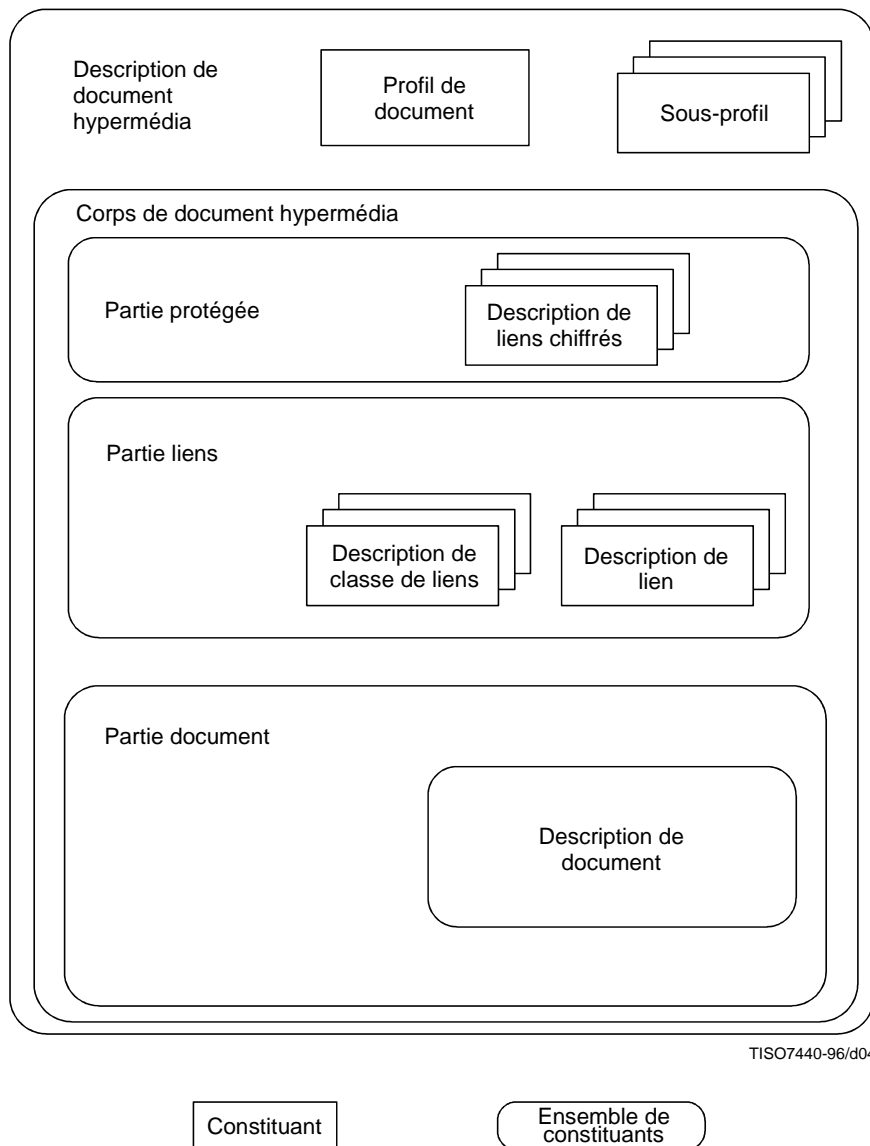 Description de
document
hypermédia
Profil de
document
Sous-profil
Corps de document hypermédia
Partie protégée
Description de
liens chiffrés
Partie liens
Description de
classe de liens
Description de
lien
Partie document
Description de
document
TISO7440-96/d04
Constituant
Ensemble de
constituants